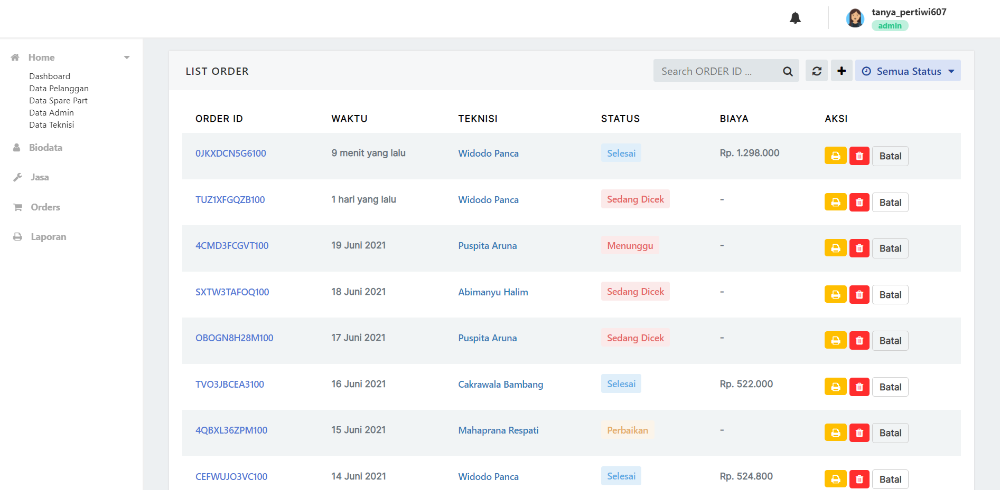 tanya_pertiwi607
admin
Home
Dashboard
Data Pelanggan
Data Spare Part
Data Admin
Data Teknisi
Biodata
Jasa
Orders
Laporan
LIST ORDER Search ORDER ID ... Semua Status
ORDER ID WAKTU TEKNISI STATUS BIAYA AKSI
0JKXDCN5G6100 9 menit yang lalu Widodo Panca Selesai Rp. 1.298.000 Batal
TUZ1XFGQZB100 1 hari yang lalu Widodo Panca Sedang Dicek - Batal
4CMD3FCGVT100 19 Juni 2021 Puspita Aruna Menunggu - Batal
SXTW3TAFOQ100 18 Juni 2021 Abimanyu Halim Sedang Dicek - Batal
OBOGN8H28M100 17 Juni 2021 Puspita Aruna Sedang Dicek - Batal
TVO3JBCEA3100 16 Juni 2021 Cakrawala Bambang Selesai Rp. 522.000 Batal
4QBXL36ZPM100 15 Juni 2021 Mahaprana Respati Perbaikan - Batal
CEFWUJO3VC100 14 Juni 2021 Widodo Panca Selesai Rp. 524.800 Batal